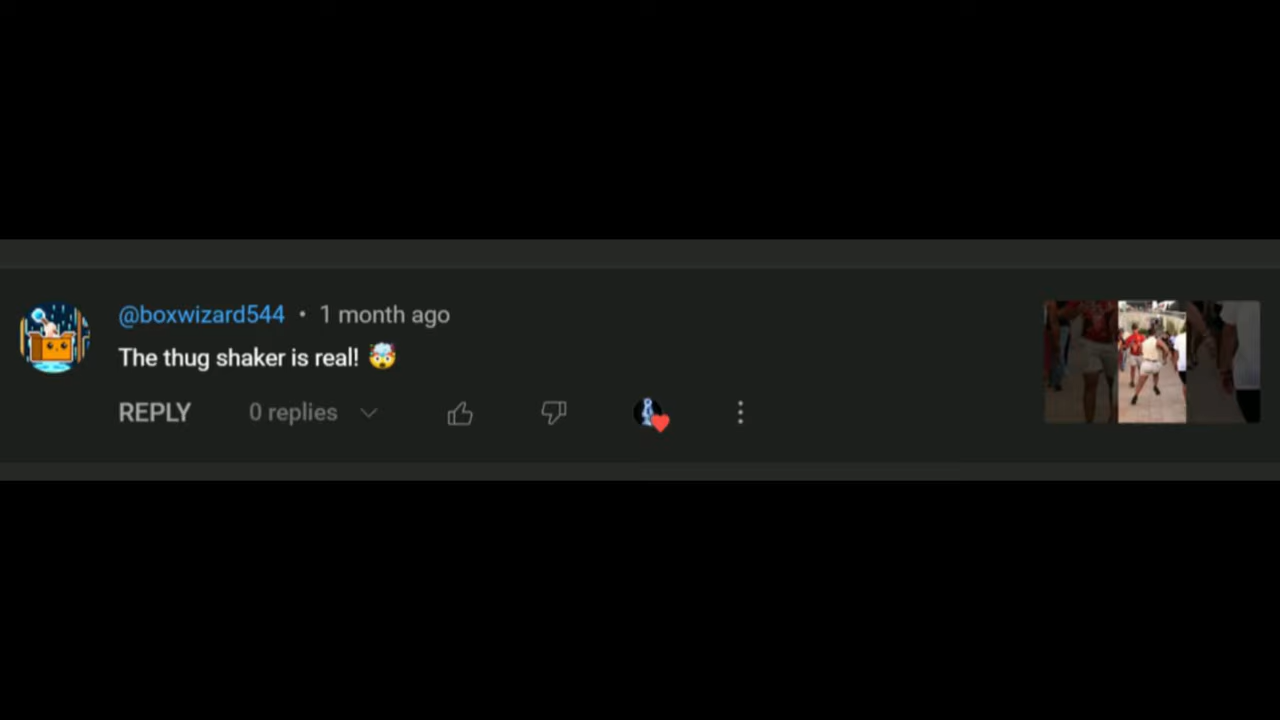 @boxwizard544 • 1 month ago
The thug shaker is real! 🤯
REPLY 0 replies